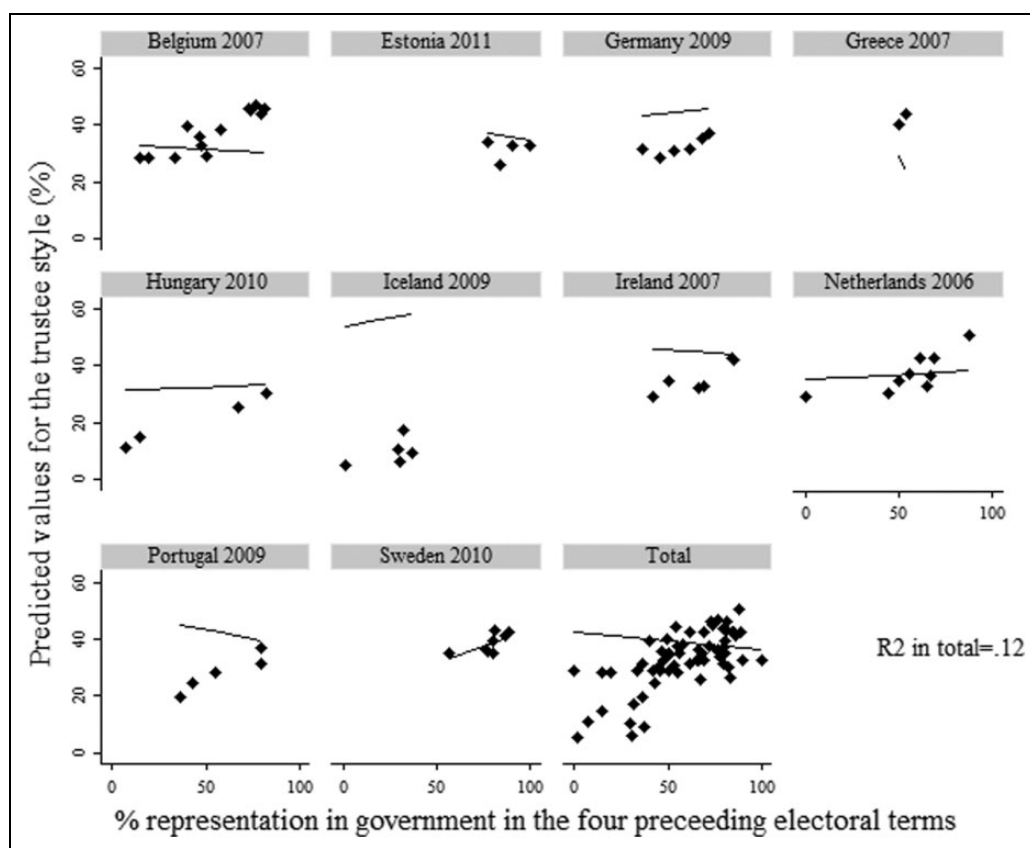 Belgium 2007 Estonia 2011 Germany 2009 Greece 2007
60
40
20
0
Hungary 2010 Iceland 2009 Ireland 2007 Netherlands 2006
60
40
20
0
0 50 100
Portugal 2009 Sweden 2010 Total
60
40
20
0
R2 in total=.12
0 50 100 0 50 100 0 50 100
% representation in government in the four preceeding electoral terms
Predicted values for the trustee style (%)